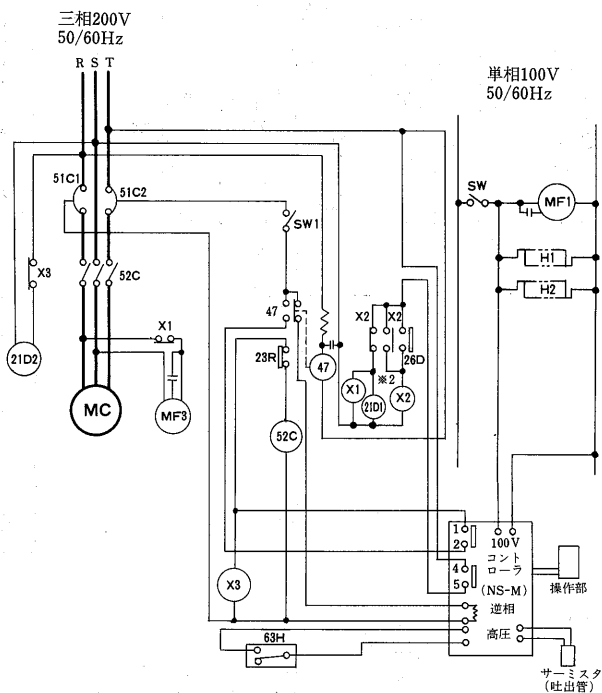 三相200V
50/60Hz
R S T
単相100V
50/60Hz
51C1
51C2
SW
MF1
SW1
H1
X3
52C
H2
47
X2
X2
X1
23R
26D
21D2
47
※2
X1
21D1
X2
MC
MF3
52C
1
2
100V
コント
ローラ
4
5
(NS-M)
操作部
X3
逆相
63H
高圧
サーミスタ
(吐出管)